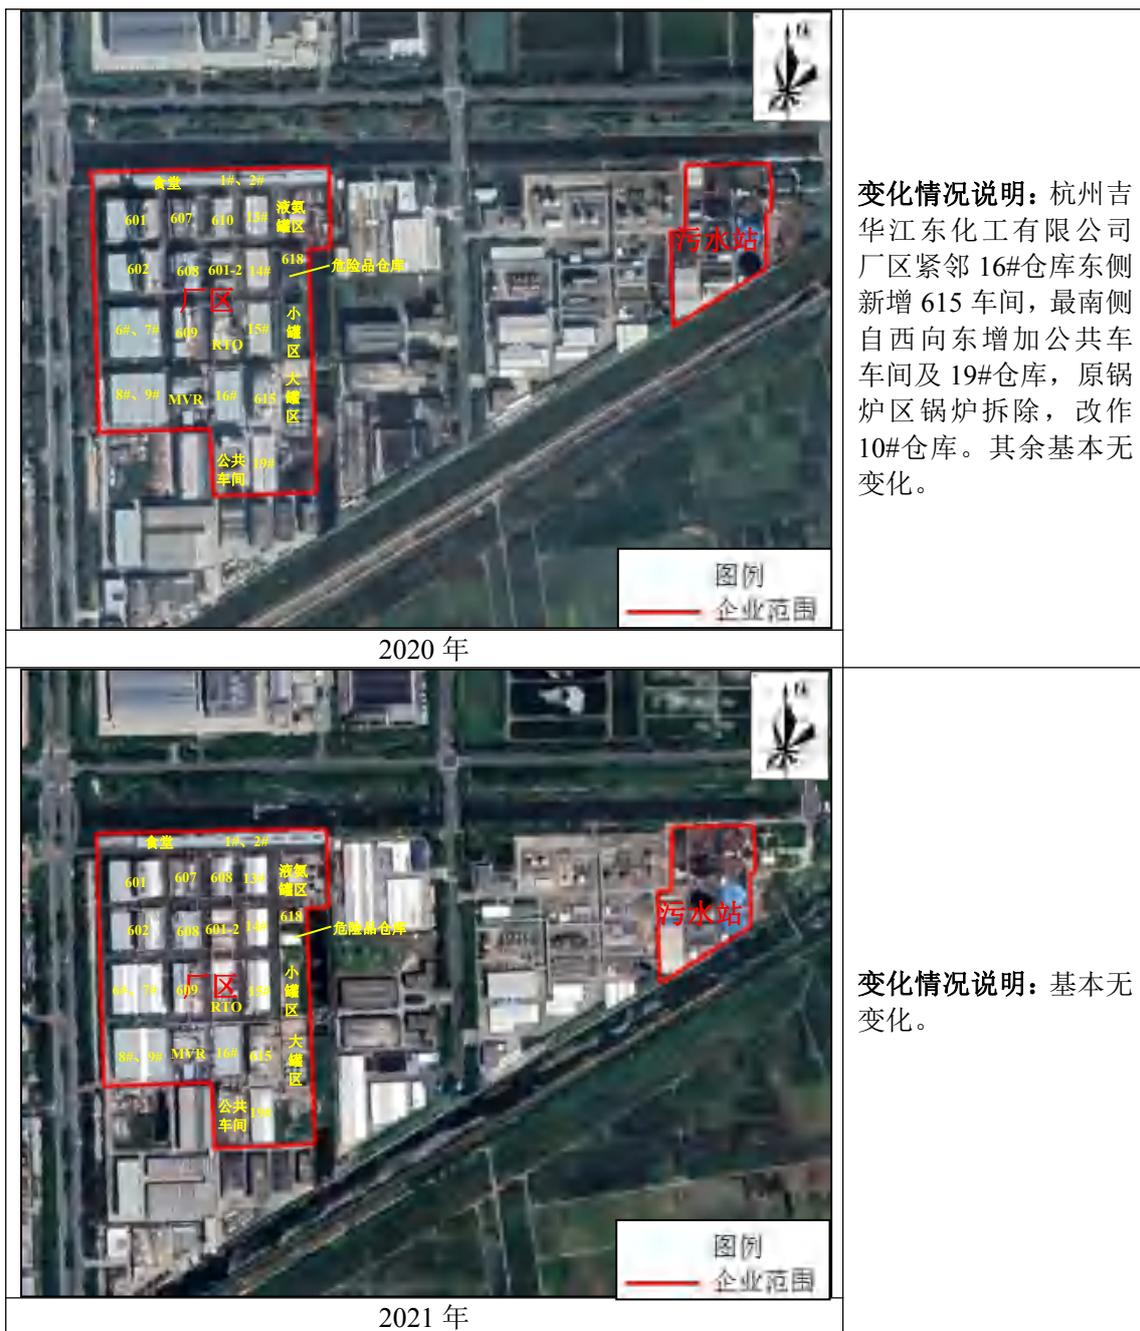 北
食堂 1#、2#
601 607 610 13# 液氨
罐区
602 608 601-2 14# 618
危险品仓库
厂区
污水站
6#、7# 609 RTO 15# 小
罐
区
8#、9# MVR 16# 615 大
罐
区
公共
车间 19#
图例
企业范围
2020 年
变化情况说明：杭州吉
华江东化工有限公司
厂区紧邻 16#仓库东侧
新增 615 车间，最南侧
自西向东增加公共车
车间及 19#仓库，原锅
炉区锅炉拆除，改作
10#仓库。其余基本无
变化。
食堂 1#、2#
601 607 608 13# 液氨
罐区
602 608 601-2 14# 618
危险品仓库
厂区
污水站
6#、7# 609 RTO 15# 小
罐
区
8#、9# MVR 16# 615 大
罐
区
公共
车间 19#
图例
企业范围
2021 年
变化情况说明：基本无
变化。